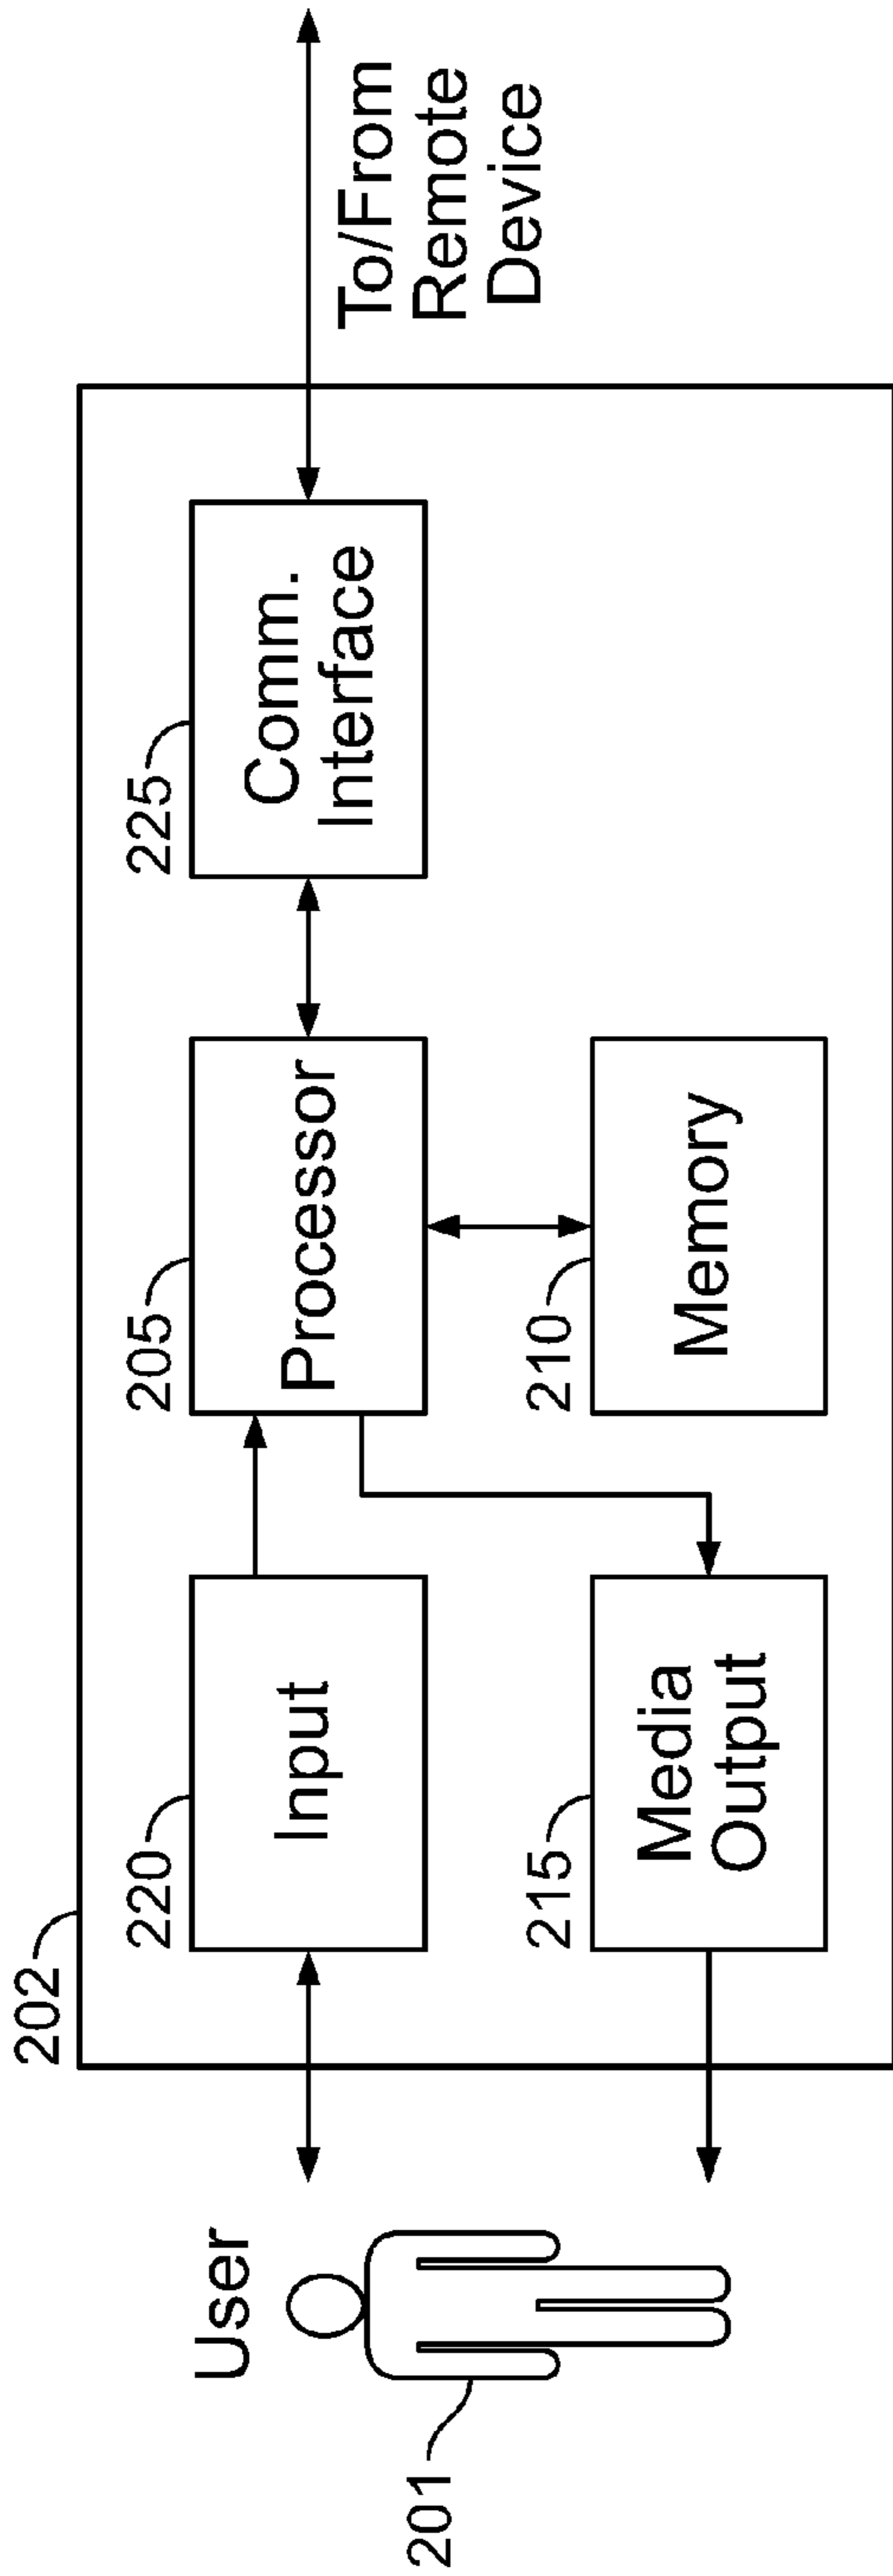 202
User
201
220
Input
205
Processor
225
Comm.
Interface
To/From
Remote
Device
215
Media
Output
210
Memory